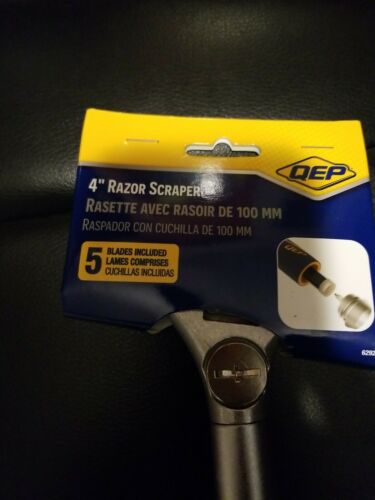 QEP
4" RAZOR SCRAPER
RASETTE AVEC RASOIR DE 100 MM
RASPADOR CON CUCHILLA DE 100 MM
5 BLADES INCLUDED
LAMES COMPRISES
CUCHILLAS INCLUIDAS
QEP